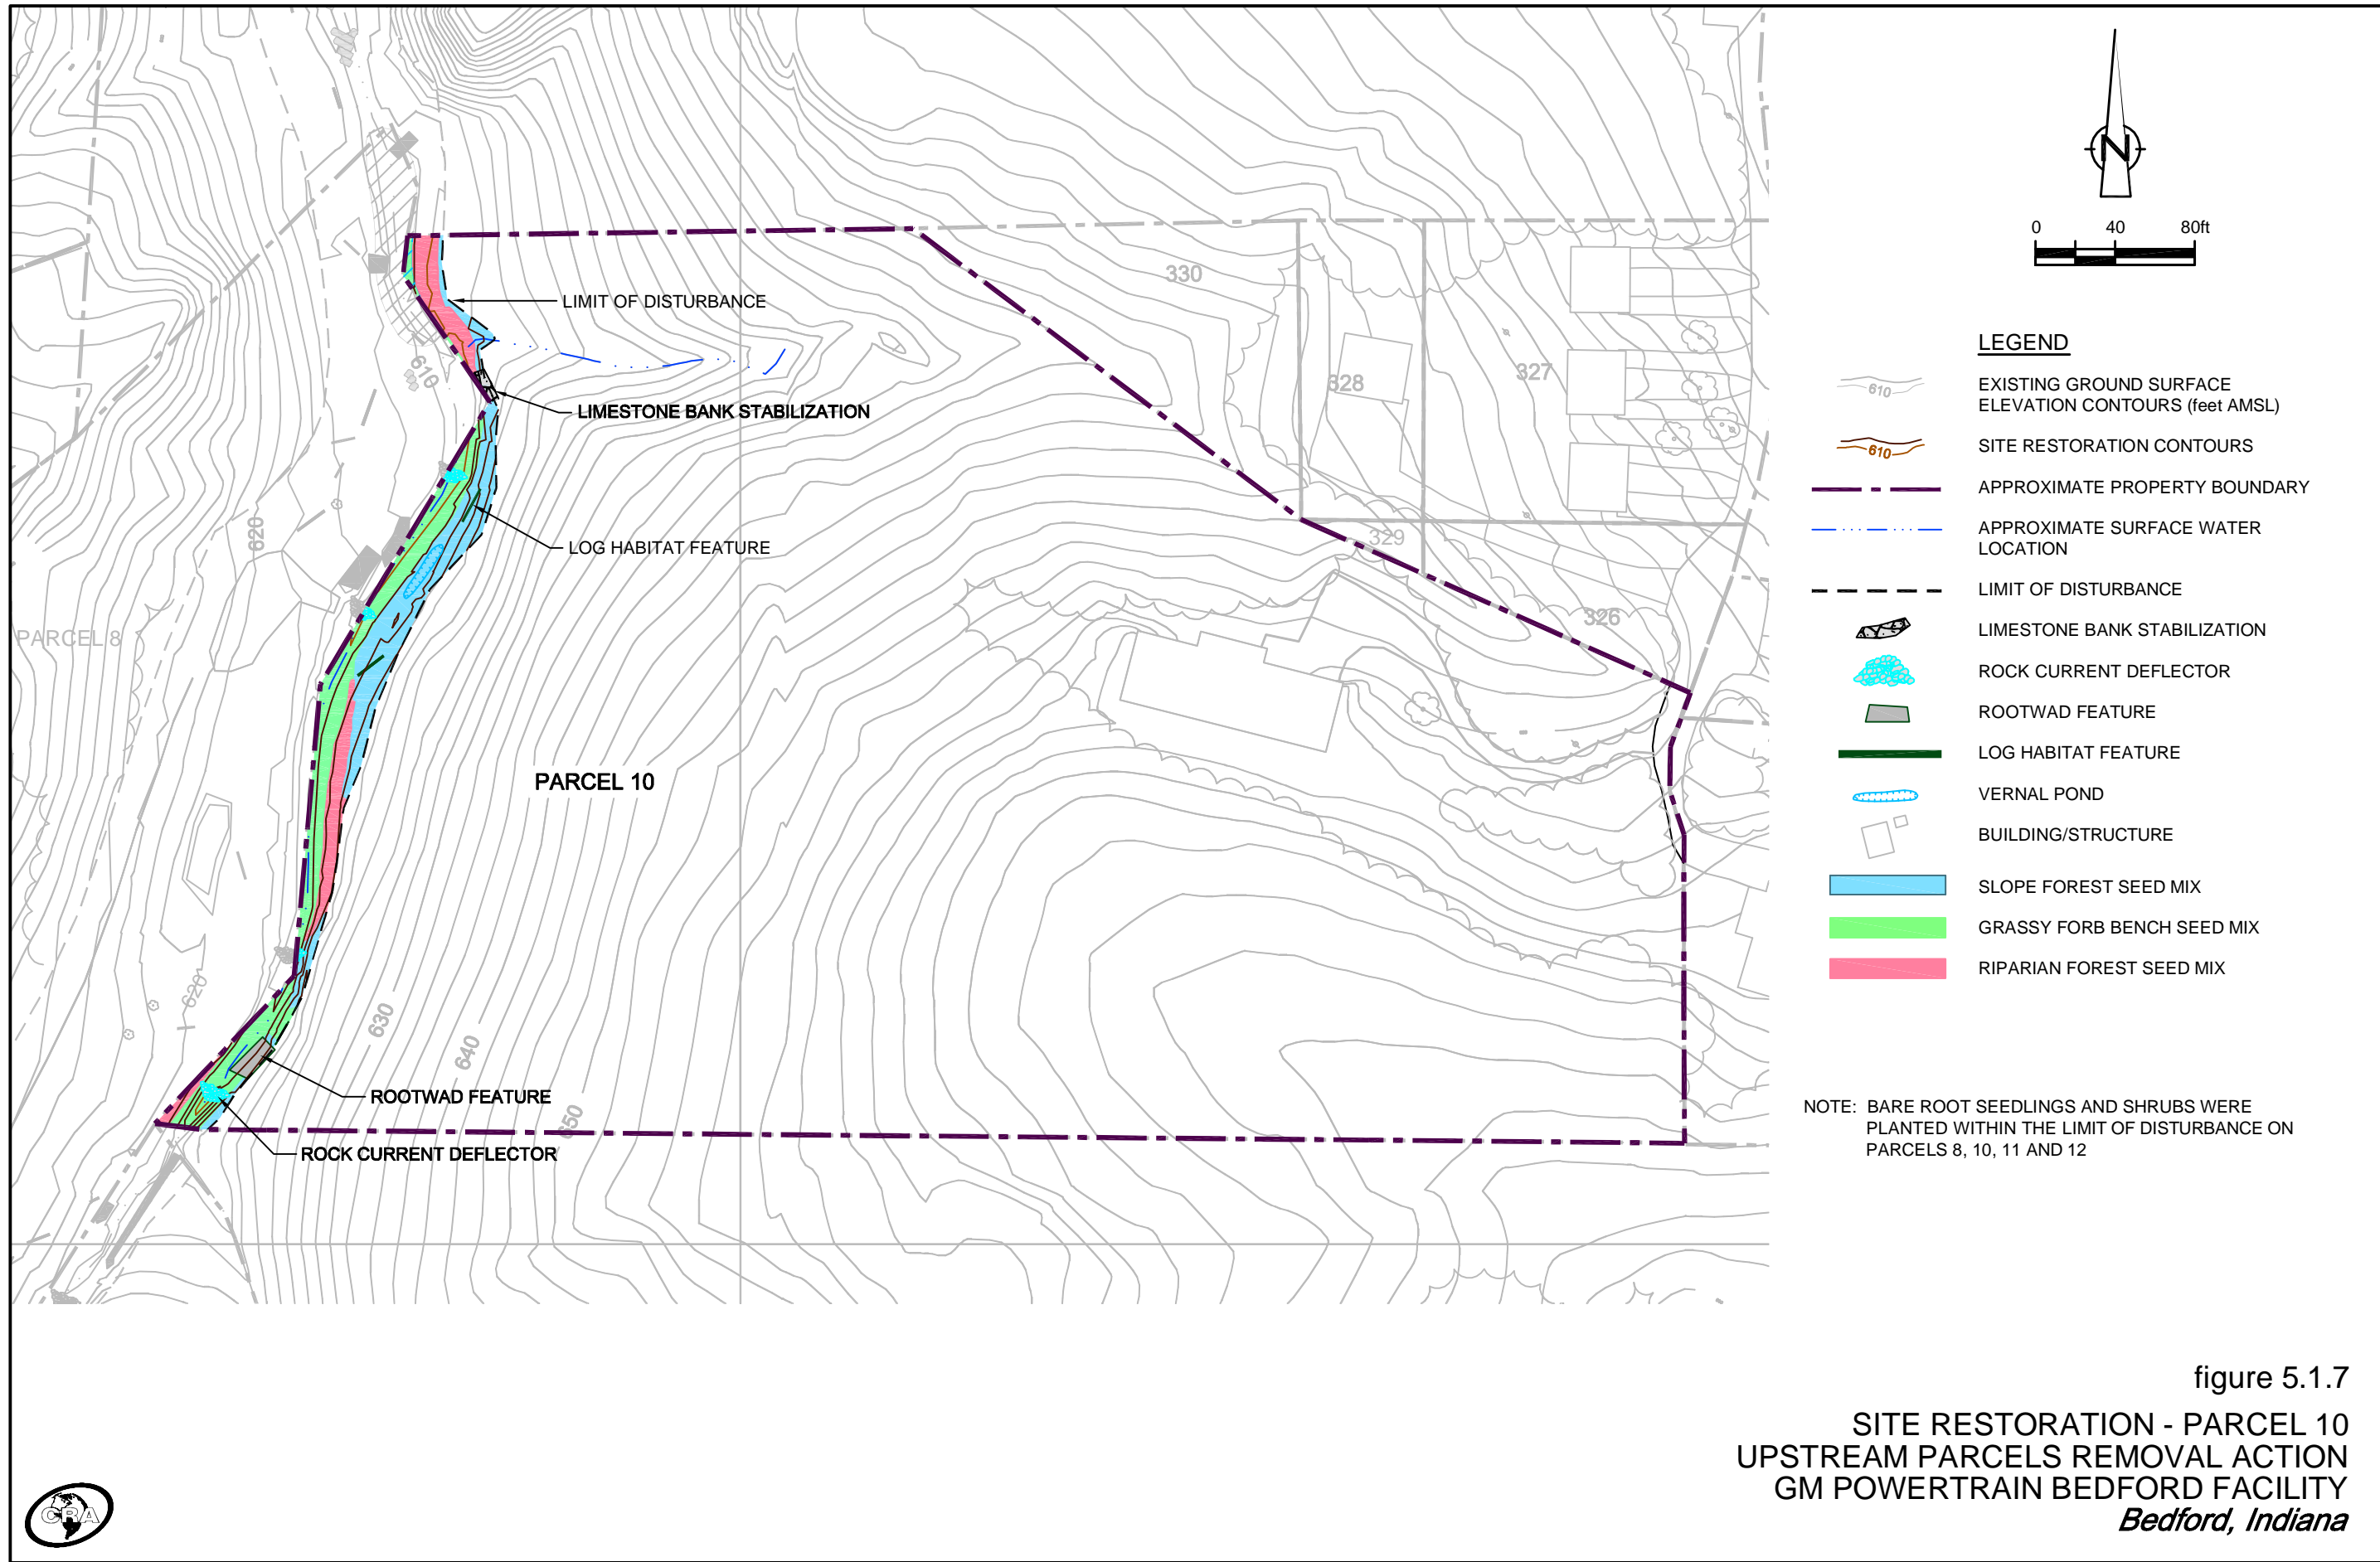 N
0 40 80ft
LEGEND
610
EXISTING GROUND SURFACE
ELEVATION CONTOURS (feet AMSL)
610
SITE RESTORATION CONTOURS
APPROXIMATE PROPERTY BOUNDARY
APPROXIMATE SURFACE WATER
LOCATION
LIMIT OF DISTURBANCE
LIMESTONE BANK STABILIZATION
ROCK CURRENT DEFLECTOR
ROOTWAD FEATURE
LOG HABITAT FEATURE
VERNAL POND
BUILDING/STRUCTURE
SLOPE FOREST SEED MIX
GRASSY FORB BENCH SEED MIX
RIPARIAN FOREST SEED MIX
330
LIMIT OF DISTURBANCE
610
328
327
LIMESTONE BANK STABILIZATION
620
329
LOG HABITAT FEATURE
326
PARCEL 8
PARCEL 10
620
630
640
650
ROOTWAD FEATURE
ROCK CURRENT DEFLECTOR
NOTE: BARE ROOT SEEDLINGS AND SHRUBS WERE
PLANTED WITHIN THE LIMIT OF DISTURBANCE ON
PARCELS 8, 10, 11 AND 12
figure 5.1.7
SITE RESTORATION - PARCEL 10
UPSTREAM PARCELS REMOVAL ACTION
GM POWERTRAIN BEDFORD FACILITY
Bedford, Indiana
CRA